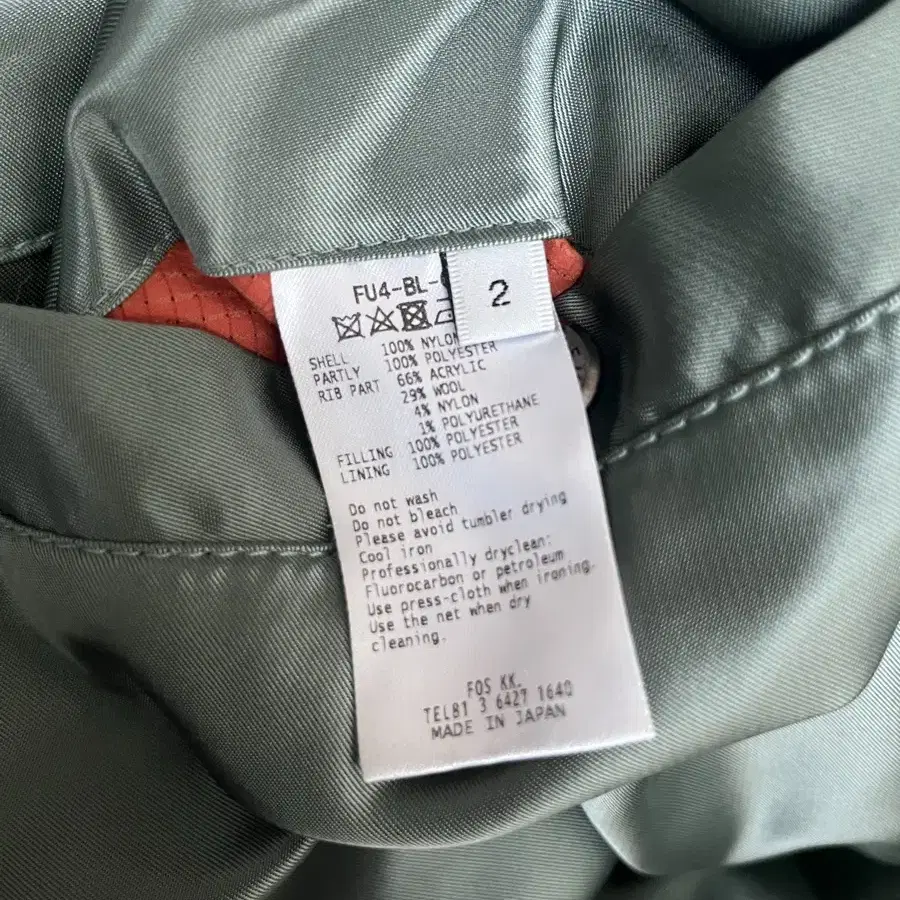 FU4-BL-
2
SHELL 100% NYLON
PARTLY 100% POLYESTER
RIB PART 66% ACRYLIC
29% WOOL
4% NYLON
1% POLYURETHANE
FILLING 100% POLYESTER
LINING 100% POLYESTER
Do not wash
Do not bleach
Please avoid tumbler drying
Cool iron
Professionally dryclean:
Fluorocarbon or petroleum
Use press-cloth when ironing.
Use the net when dry
cleaning.
FOS KK.
TEL81 3 6427 1640
MADE IN JAPAN